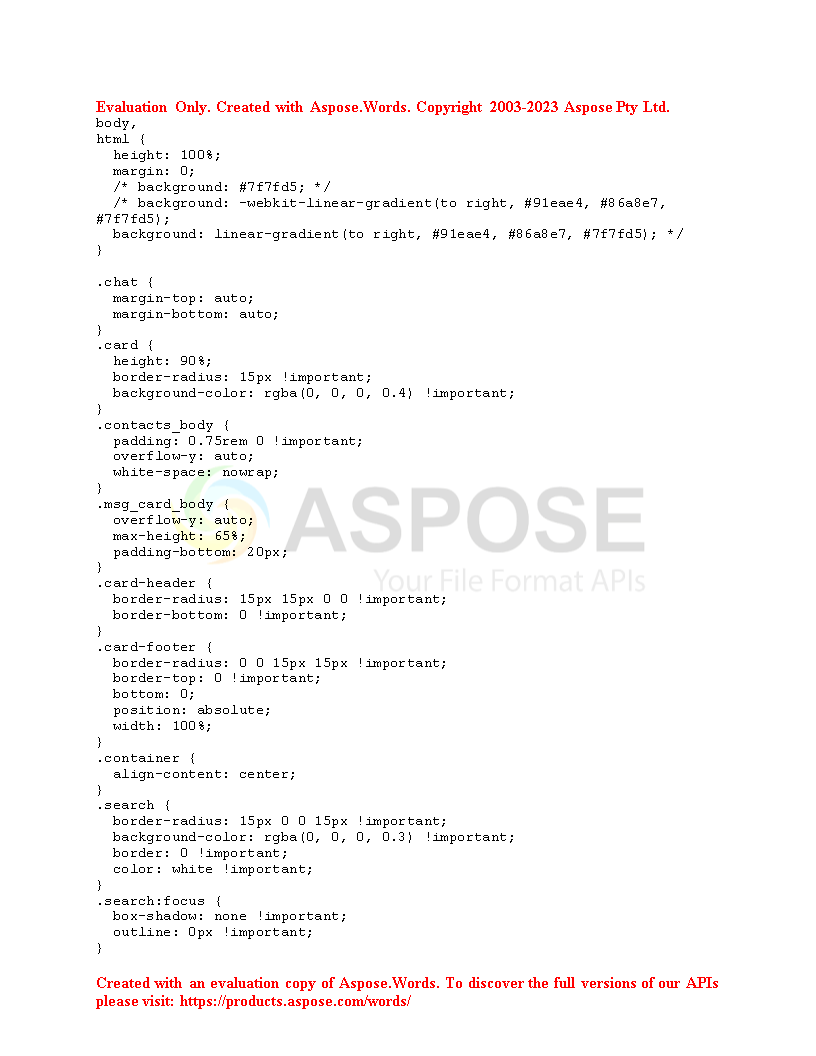 Evaluation Only. Created with Aspose.Words. Copyright 2003-2023 Aspose Pty Ltd.
body,
html {
  height: 100%;
  margin: 0;
  /* background: #7f7fd5; */
  /* background: -webkit-linear-gradient(to right, #91eae4, #86a8e7,
#7f7fd5);
  background: linear-gradient(to right, #91eae4, #86a8e7, #7f7fd5); */
}

.chat {
  margin-top: auto;
  margin-bottom: auto;
}
.card {
  height: 90%;
  border-radius: 15px !important;
  background-color: rgba(0, 0, 0, 0.4) !important;
}
.contacts_body {
  padding: 0.75rem 0 !important;
  overflow-y: auto;
  white-space: nowrap;
}
.msg_card_body {
  overflow-y: auto;
  max-height: 65%;
  padding-bottom: 20px;
}
ASPOSE
Your File Format APIs
.card-header {
  border-radius: 15px 15px 0 0 !important;
  border-bottom: 0 !important;
}
.card-footer {
  border-radius: 0 0 15px 15px !important;
  border-top: 0 !important;
  bottom: 0;
  position: absolute;
  width: 100%;
}
.container {
  align-content: center;
}
.search {
  border-radius: 15px 0 0 15px !important;
  background-color: rgba(0, 0, 0, 0.3) !important;
  border: 0 !important;
  color: white !important;
}
.search:focus {
  box-shadow: none !important;
  outline: 0px !important;
}

Created with an evaluation copy of Aspose.Words. To discover the full versions of our APIs
please visit: https://products.aspose.com/words/